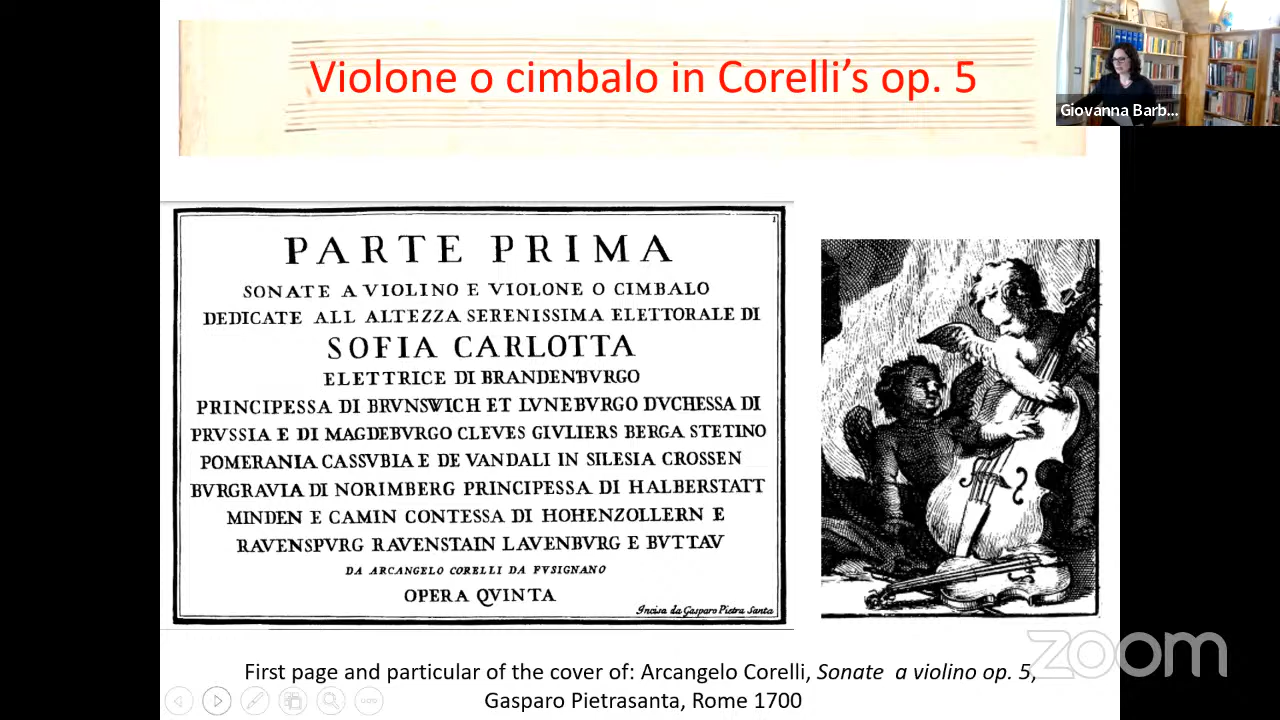 Violone o cimbalo in Corelli's op. 5
Giovanna Barb...
1
PARTE PRIMA
SONATE A VIOLINO E VIOLONE O CIMBALO
DEDICATE ALL ALTEZZA SERENISSIMA ELETTORALE DI
SOFIA CARLOTTA
ELETTRICE DI BRANDENBVRGO
PRINCIPESSA DI BRVNSWICH ET LVNEBVRGO DVCHESSA DI
PRVSSIA E DI MAGDEBVRGO CLEVES GIVLIERS BERGA STETINO
POMERANIA CASSVBIA E DE VANDALI IN SILESIA CROSSEN
BVRGRAVIA DI NORIMBERG PRINCIPESSA DI HALBERSTATT
MINDEN E CAMIN CONTESSA DI HOHENZOLLERN E
RAVENSPVRG RAVENSTAIN LAVENBVRG E BVTTAV
DA ARCANGELO CORELLI DA FVSIGNANO
OPERA QVINTA
Incisa da Gasparo Pietra Santa
First page and particular of the cover of: Arcangelo Corelli, Sonate a violino op. 5,
Gasparo Pietrasanta, Rome 1700
zoom